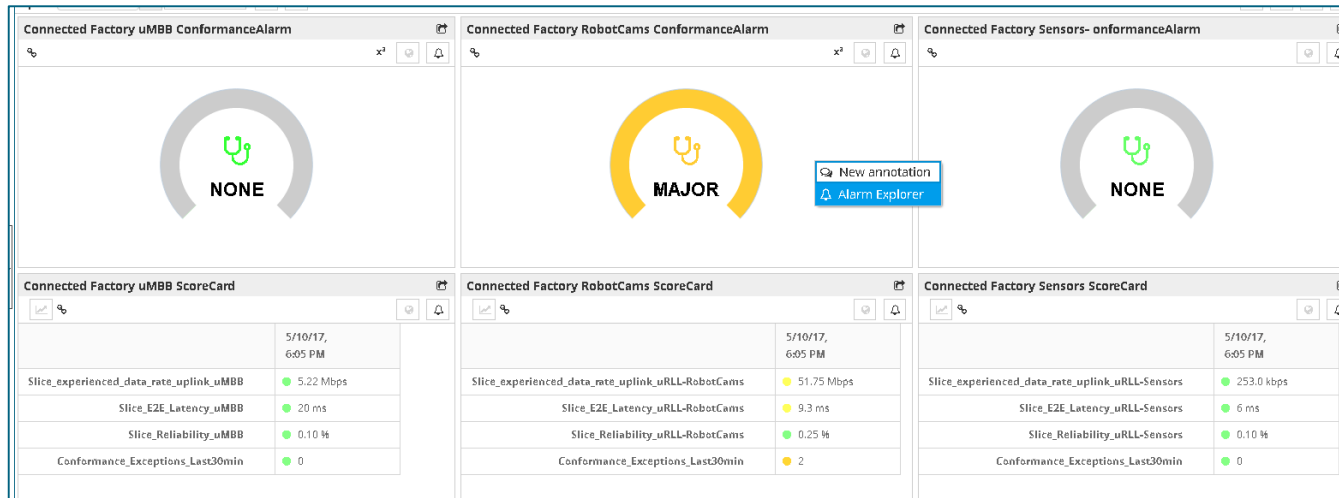 Connected Factory uMBB ConformanceAlarm
Connected Factory RobotCams ConformanceAlarm
Connected Factory Sensors- onformanceAlarm
x²
x²
NONE
MAJOR
New annotation
Alarm Explorer
NONE
Connected Factory uMBB ScoreCard
Connected Factory RobotCams ScoreCard
Connected Factory Sensors ScoreCard
5/10/17,
6:05 PM
Slice_experienced_data_rate_uplink_uMBB 5.22 Mbps
Slice_E2E_Latency_uMBB 20 ms
Slice_Reliability_uMBB 0.10 %
Conformance_Exceptions_Last30min 0
5/10/17,
6:05 PM
Slice_experienced_data_rate_uplink_uRLL-RobotCams 51.75 Mbps
Slice_E2E_Latency_uRLL-RobotCams 9.3 ms
Slice_Reliability_uRLL-RobotCams 0.25 %
Conformance_Exceptions_Last30min 2
5/10/17,
6:05 PM
Slice_experienced_data_rate_uplink_uRLL-Sensors 253.0 kbps
Slice_E2E_Latency_uRLL-Sensors 6 ms
Slice_Reliability_uRLL-Sensors 0.10 %
Conformance_Exceptions_Last30min 0